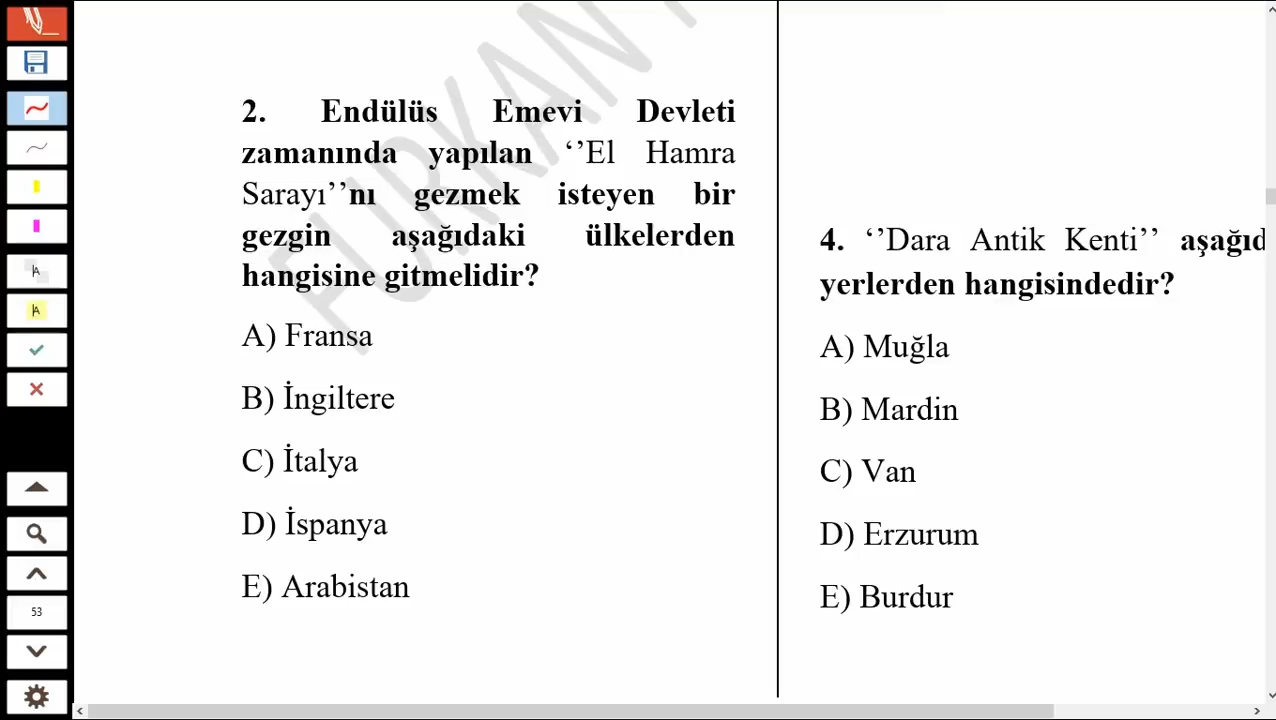 2. Endülüs Emevi Devleti
zamanında yapılan ‘’El Hamra
Sarayı’’nı gezmek isteyen bir
gezgin aşağıdaki ülkelerden
hangisine gitmelidir?
A) Fransa
B) İngiltere
C) İtalya
D) İspanya
E) Arabistan
4. ‘’Dara Antik Kenti’’ aşağıd
yerlerden hangisindedir?
A) Muğla
B) Mardin
C) Van
D) Erzurum
E) Burdur
FURKAN
53